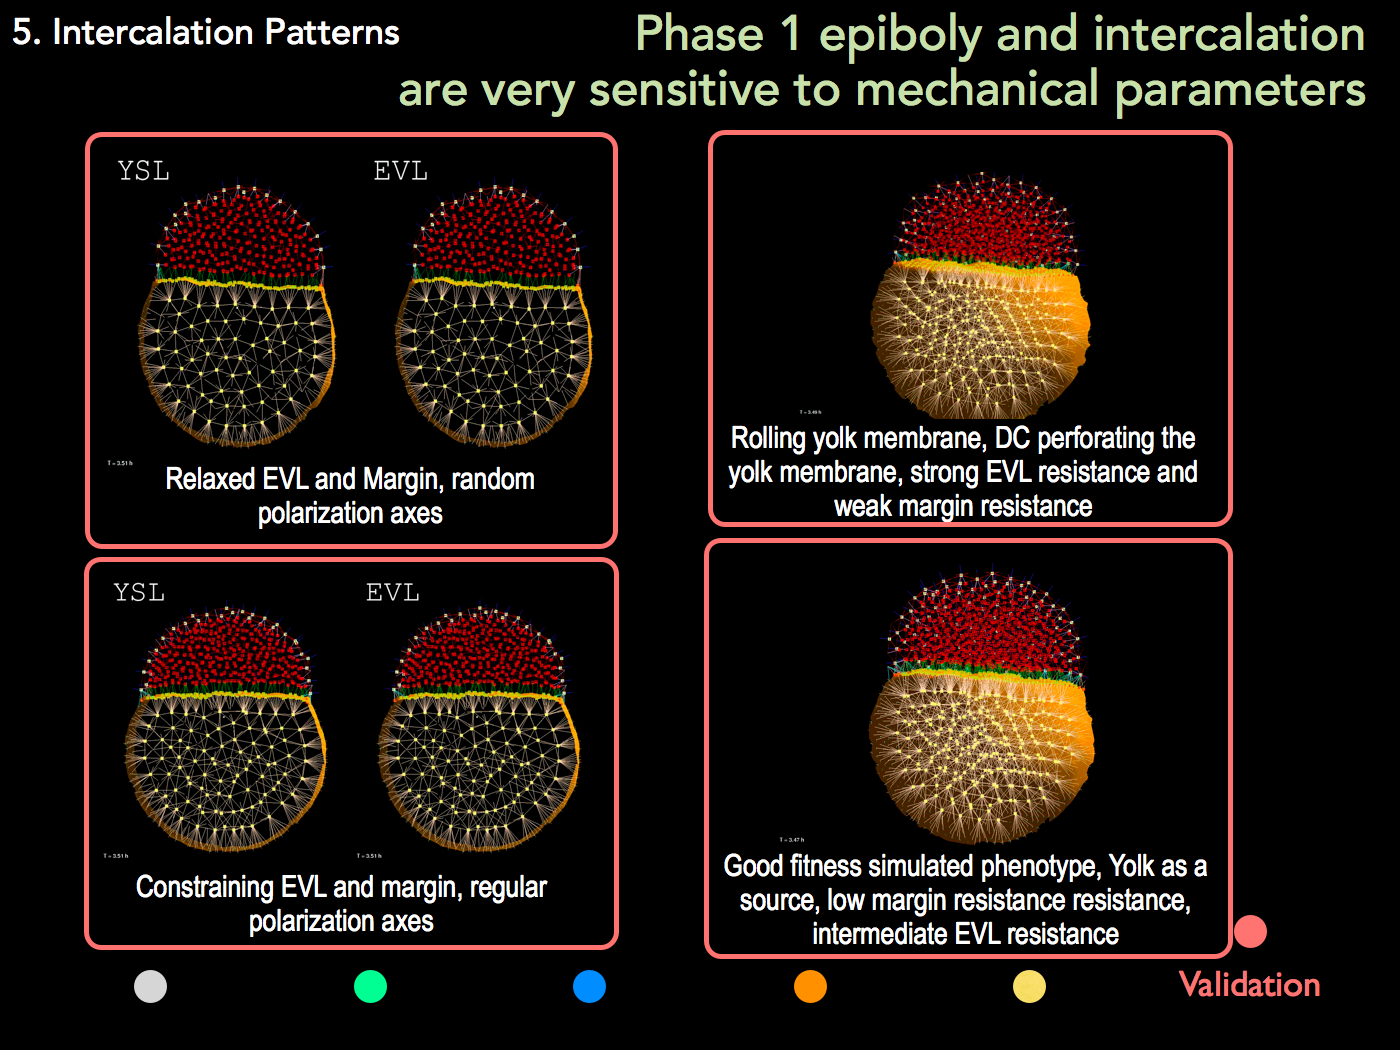 5. Intercalation Patterns
Phase 1 epiboly and intercalation
are very sensitive to mechanical parameters
YSL
EVL
T = 3.51 h
Relaxed EVL and Margin, random
polarization axes
T = 3.49 h
Rolling yolk membrane, DC perforating the
yolk membrane, strong EVL resistance and
weak margin resistance
YSL
EVL
T = 3.51 h
T = 3.51 h
Constraining EVL and margin, regular
polarization axes
T = 3.47 h
Good fitness simulated phenotype, Yolk as a
source, low margin resistance resistance,
intermediate EVL resistance
Validation